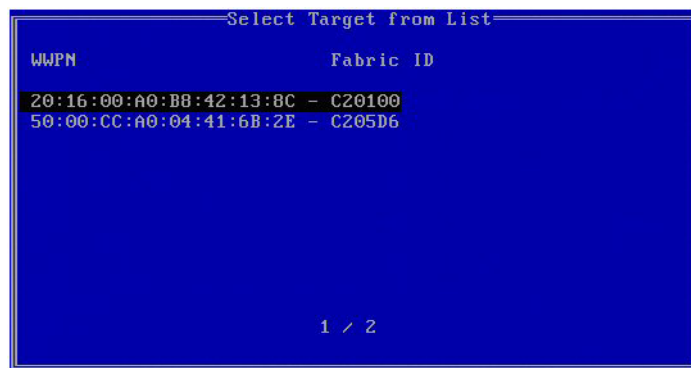 Select Target from List
WWPN Fabric ID
20:16:00:A0:B8:42:13:8C - C20100
50:00:CC:A0:04:41:6B:2E - C205D6
1 / 2